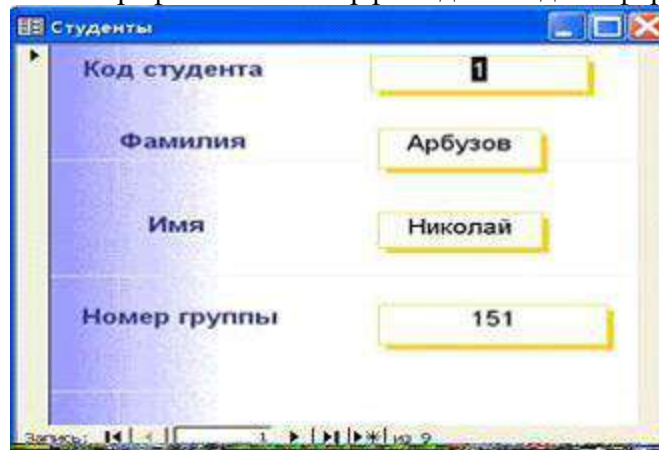 Студенты
Код студента 1
Фамилия Арбузов
Имя Николай
Номер группы 151
Запись: 1 из 9